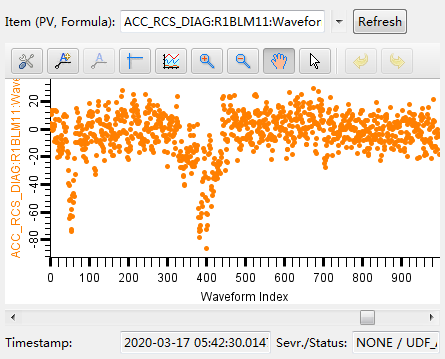 Item (PV, Formula): ACC_RCS_DIAG:R1BLM11:Wavefor Refresh
ACC_RCS_DIAG:R1BLM11:Wave
20
0
-20
-40
-60
-80
0 100 200 300 400 500 600 700 800 900
Waveform Index
Timestamp: 2020-03-17 05:42:30.014 Sevr./Status: NONE / UDF_